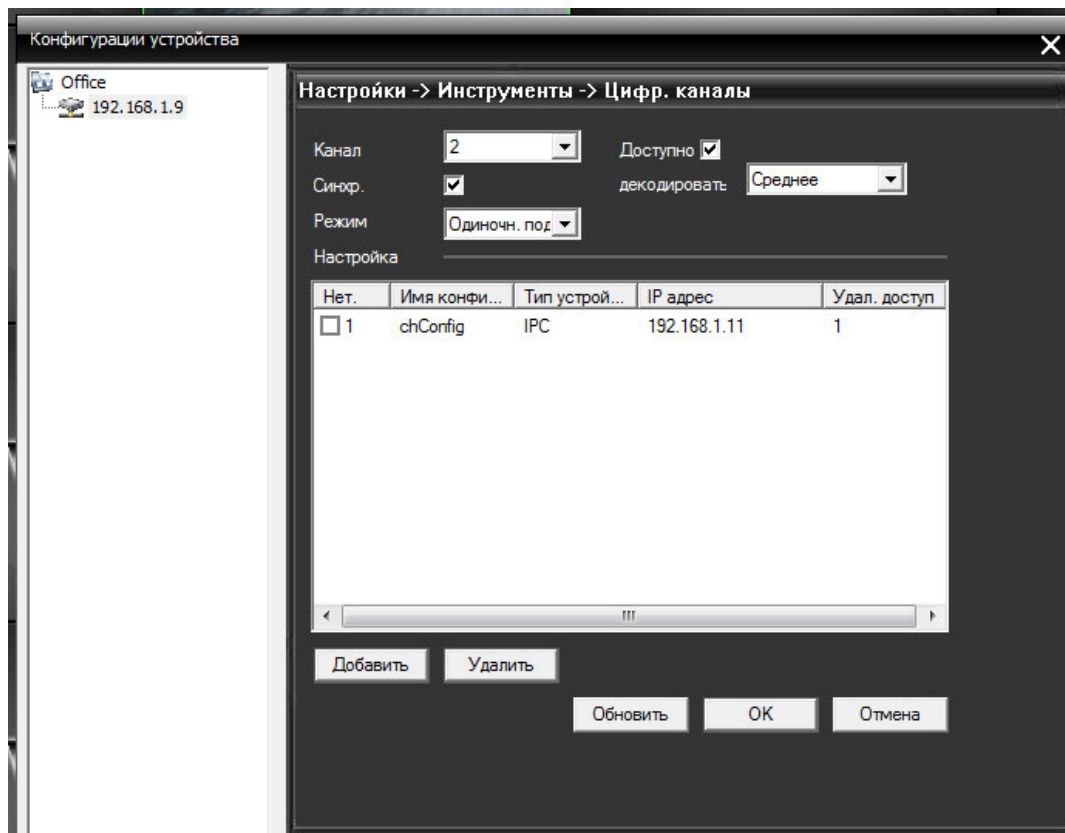 Конфигурации устройства
Office
192.168.1.9
Настройки -> Инструменты -> Цифр. каналы
Канал 2 Доступно
Синхр. декодировать Среднее
Режим Одиночн. под
Настройка
Нет. Имя конфи... Тип устрой... IP адрес Удал. доступ
1 chConfig IPC 192.168.1.11 1
Добавить Удалить
Обновить OK Отмена